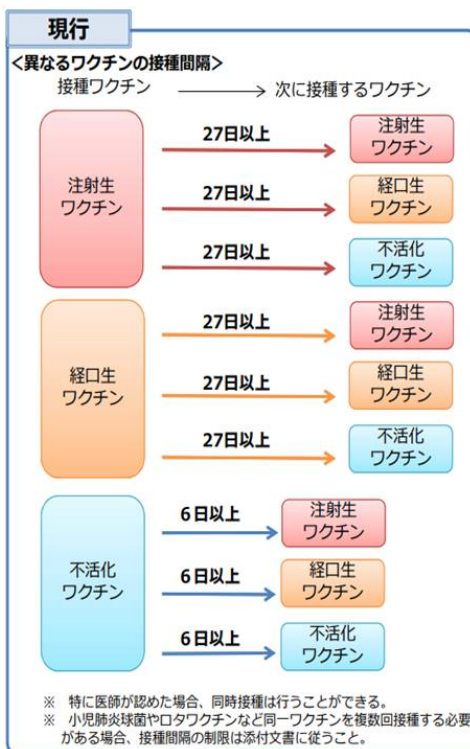 現行
<異なるワクチンの接種間隔>
接種ワクチン → 次に接種するワクチン
注射生
ワクチン
27日以上
注射生
ワクチン
27日以上
経口生
ワクチン
27日以上
不活化
ワクチン
経口生
ワクチン
27日以上
注射生
ワクチン
27日以上
経口生
ワクチン
27日以上
不活化
ワクチン
不活化
ワクチン
6日以上
注射生
ワクチン
6日以上
経口生
ワクチン
6日以上
不活化
ワクチン
※ 特に医師が認めた場合、同時接種は行うことができる。
※ 小児肺炎球菌やロタワクチンなど同一ワクチンを複数回接種する必要
がある場合、接種間隔の制限は添付文書に従うこと。